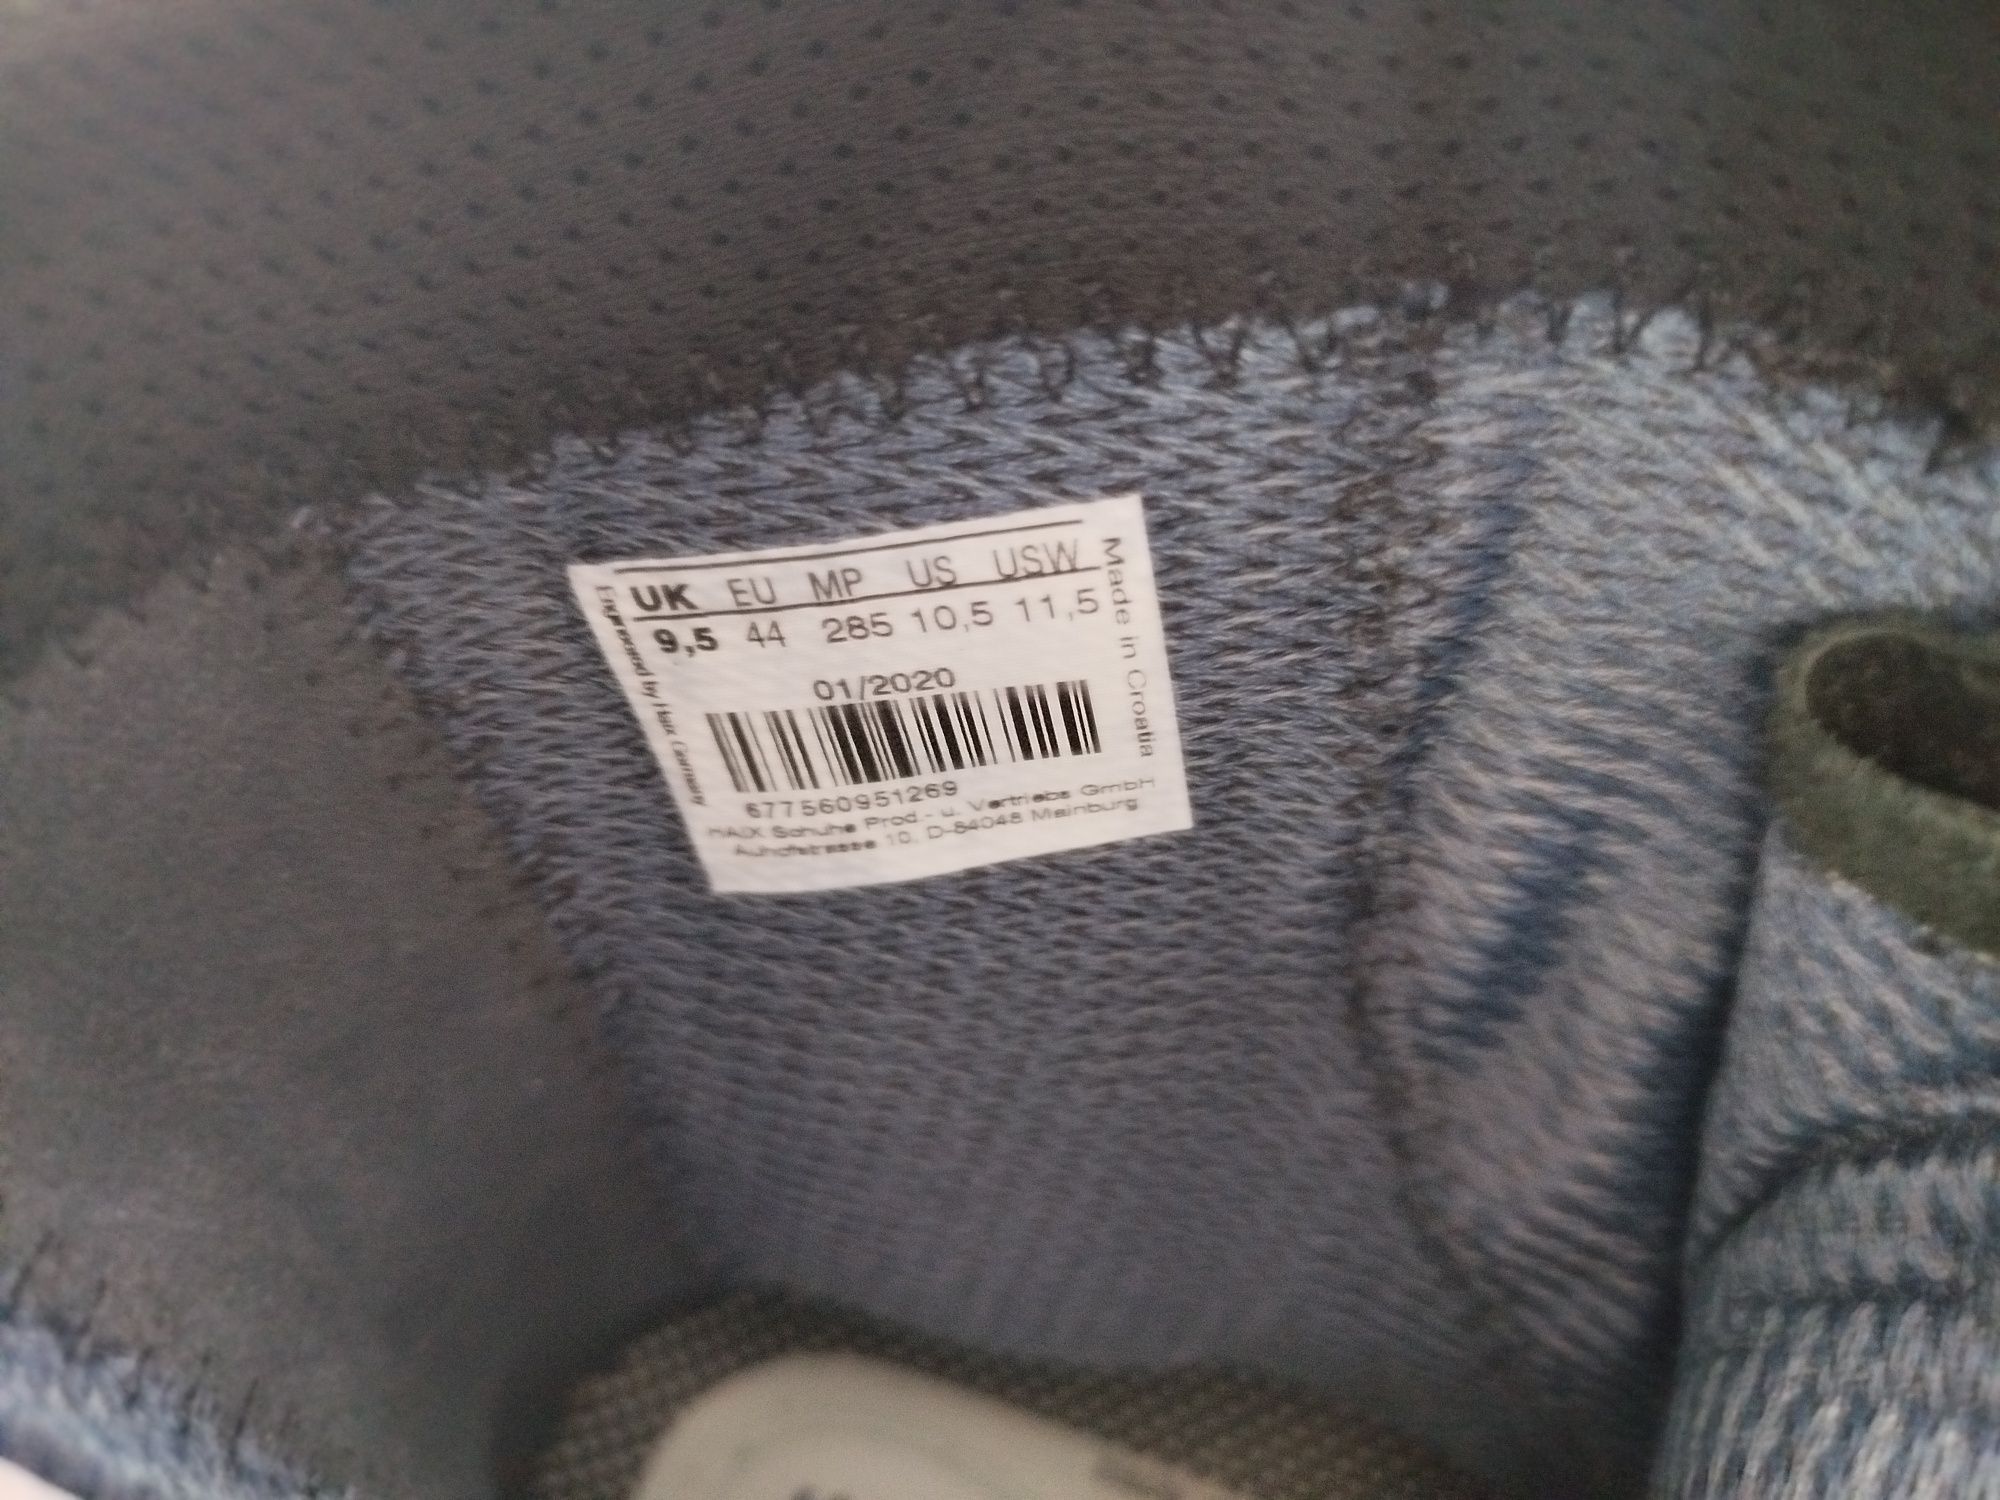 UK EU MP US USW
9,5 44 285 10,5 11,5
01/2020
677560951269
HAIX Schuhe Prod.- u. Vertriebs GmbH
Auhofstrasse 10, D-84048 Mainburg
Engineered by Haix Germany
Made in Croatia